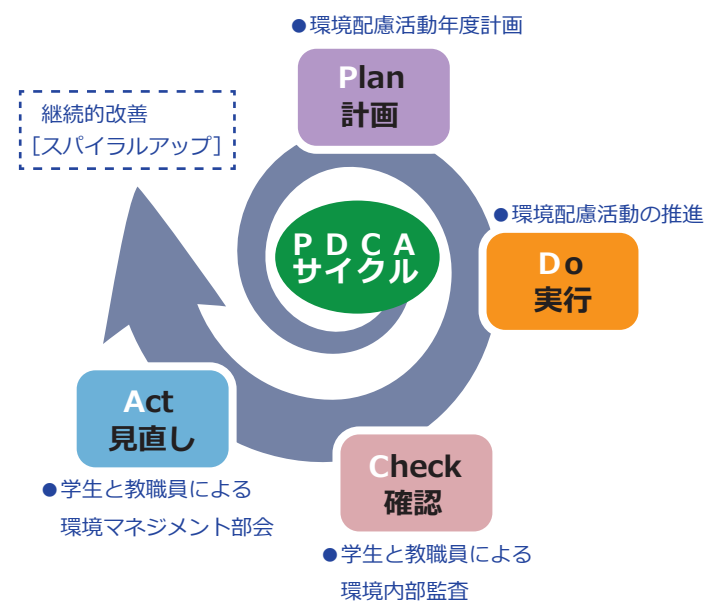 ●環境配慮活動年度計画
Plan
計画
継続的改善
[スパイラルアップ]
PDCA
サイクル
●環境配慮活動の推進
Do
実行
Act
見直し
●学生と教職員による
環境マネジメント部会
Check
確認
●学生と教職員による
環境内部監査